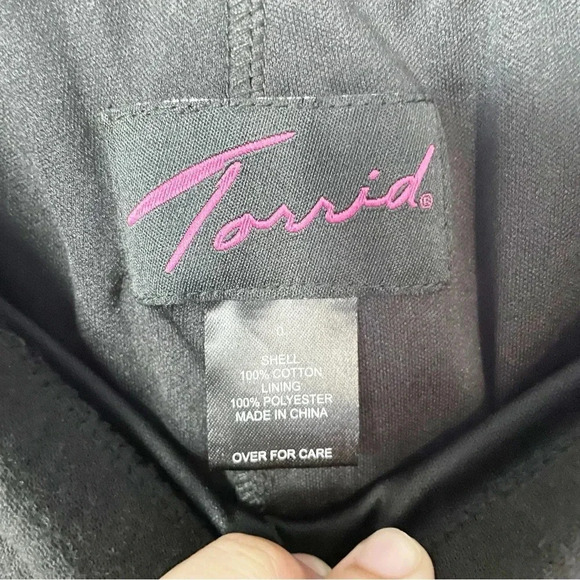 Torrid®
0
SHELL
100% COTTON
LINING
100% POLYESTER
MADE IN CHINA
OVER FOR CARE